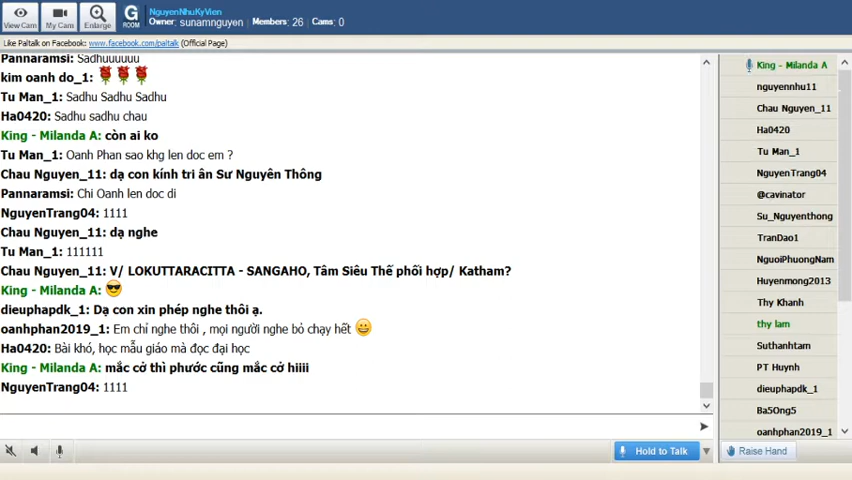 View Cam
My Cam
Enlarge
G
ROOM
NguyenNhuKyVien
Owner: sunamnguyen Members: 26 Cams: 0
Like Paltalk on Facebook: www.facebook.com/paltalk (Official Page)
Pannaramsi: Sadhuuuuuu
kim oanh do_1:
Tu Man_1: Sadhu Sadhu Sadhu
Ha0420: Sadhu sadhu chau
King - Milanda A: còn ai ko
Tu Man_1: Oanh Phan sao khg len doc em ?
Chau Nguyen_11: dạ con kính tri ân Sư Nguyên Thông
Pannaramsi: Chi Oanh len doc di
NguyenTrang04: 1111
Chau Nguyen_11: dạ nghe
Tu Man_1: 111111
Chau Nguyen_11: V/ LOKUTTARACITTA - SANGAHO, Tâm Siêu Thế phối hợp/ Katham?
King - Milanda A:
dieuphapdk_1: Dạ con xin phép nghe thôi ạ.
oanhphan2019_1: Em chỉ nghe thôi , mọi người nghe bỏ chạy hết
Ha0420: Bài khó, học mẫu giáo mà đọc đại học
King - Milanda A: mắc cở thì phước cũng mắc cở hiiii
NguyenTrang04: 1111
Hold to Talk
King - Milanda A
nguyennhu11
Chau Nguyen_11
Ha0420
Tu Man_1
NguyenTrang04
@cavinator
Su_Nguyenthong
TranDao1
NguoiPhuongNam
Huyenmong2013
Thy Khanh
thy lam
Suthanhtam
PT Huynh
dieuphapdk_1
Ba5Ong5
oanhphan2019_1
Raise Hand